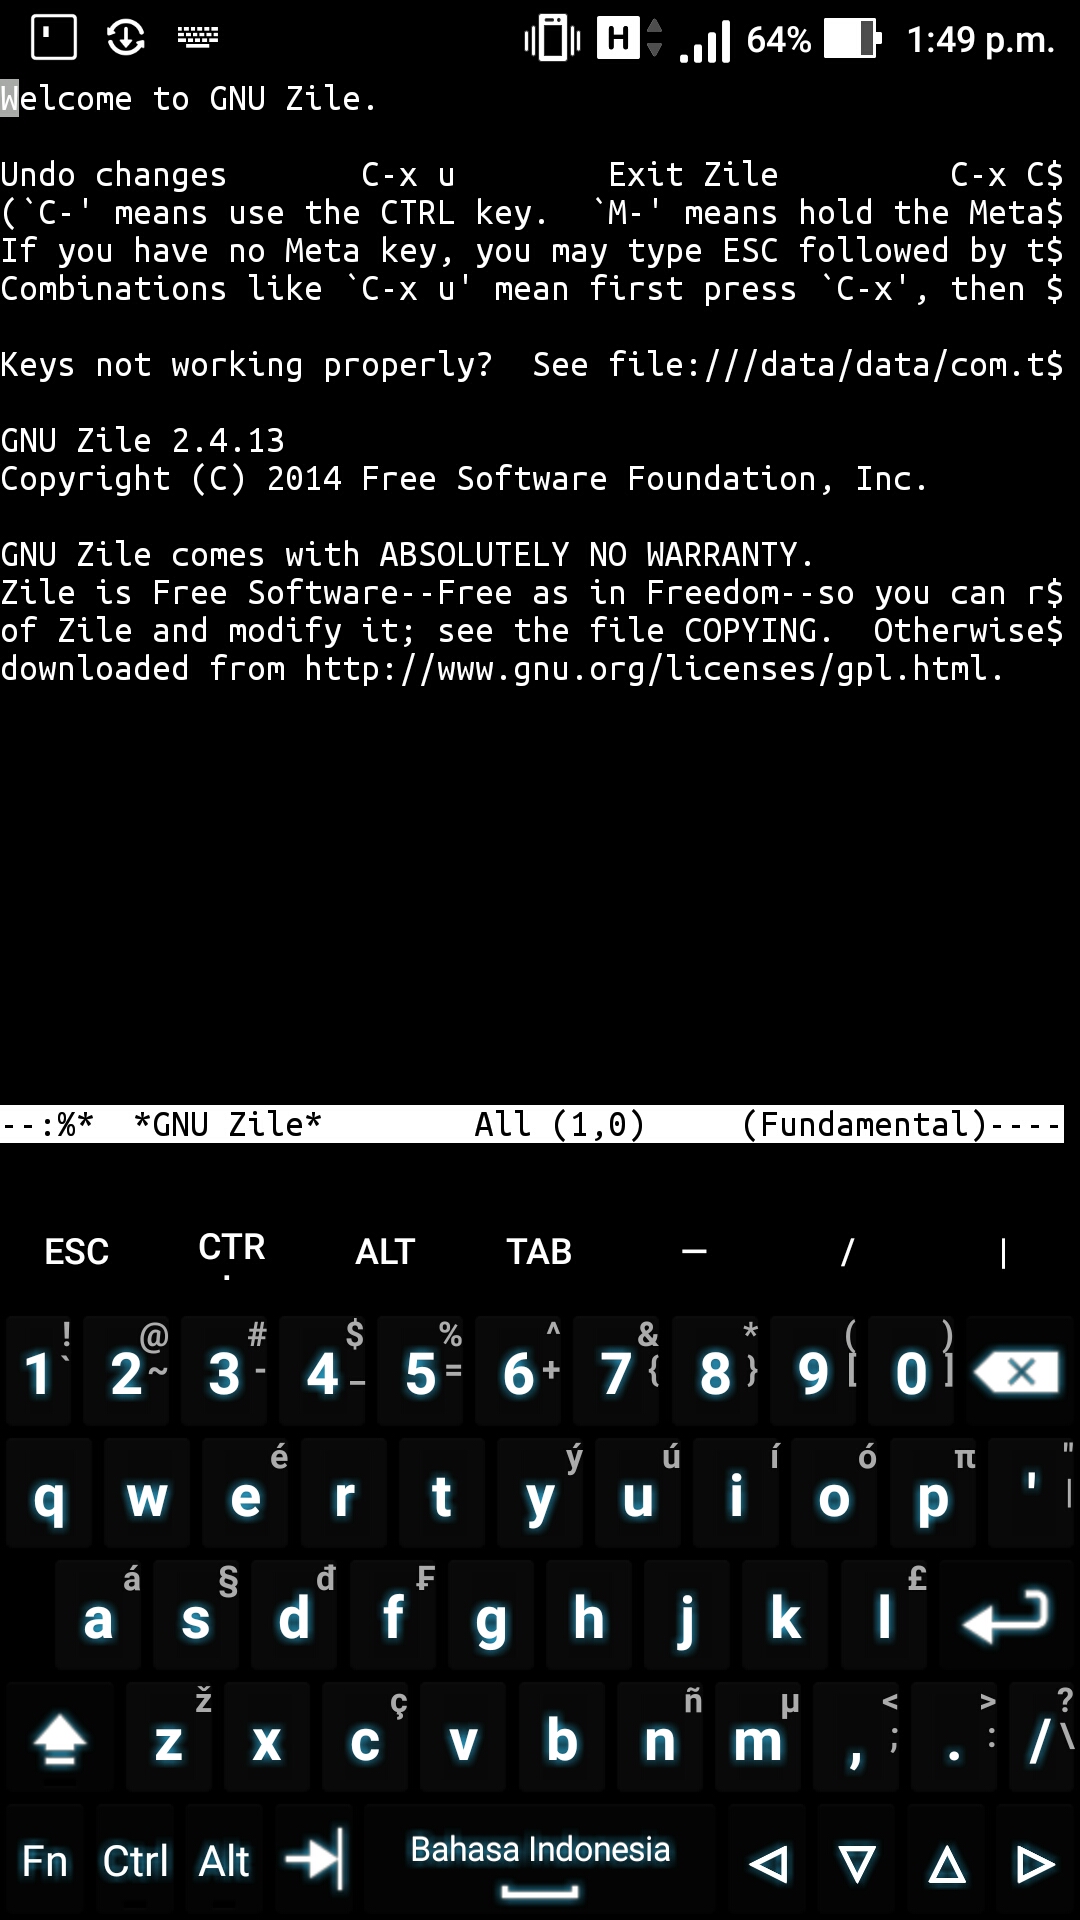 H 64% 1:49 p.m.
Welcome to GNU Zile.
Undo changes       C-x u        Exit Zile         C-x C$
(`C-' means use the CTRL key.  `M-' means hold the Meta$
If you have no Meta key, you may type ESC followed by t$
Combinations like `C-x u' mean first press `C-x', then $
Keys not working properly?  See file:///data/data/com.t$
GNU Zile 2.4.13
Copyright (C) 2014 Free Software Foundation, Inc.
GNU Zile comes with ABSOLUTELY NO WARRANTY.
Zile is Free Software--Free as in Freedom--so you can r$
of Zile and modify it; see the file COPYING.  Otherwise$
downloaded from http://www.gnu.org/licenses/gpl.html.
--:%*  *GNU Zile*        All (1,0)     (Fundamental)----
ESC CTR. ALT TAB — / |
! @ # $ % ^ & * ( )
1 ` 2 ~ 3 - 4 _ 5 = 6 + 7 { 8 } 9 [ 0 ]
é ý ú í ó π "
q w e r t y u i o p ' |
á § đ ₣ £
a s d f g h j k l
ž ç ñ µ < > ?
z x c v b n m , ; . : / \
Fn Ctrl Alt Bahasa Indonesia